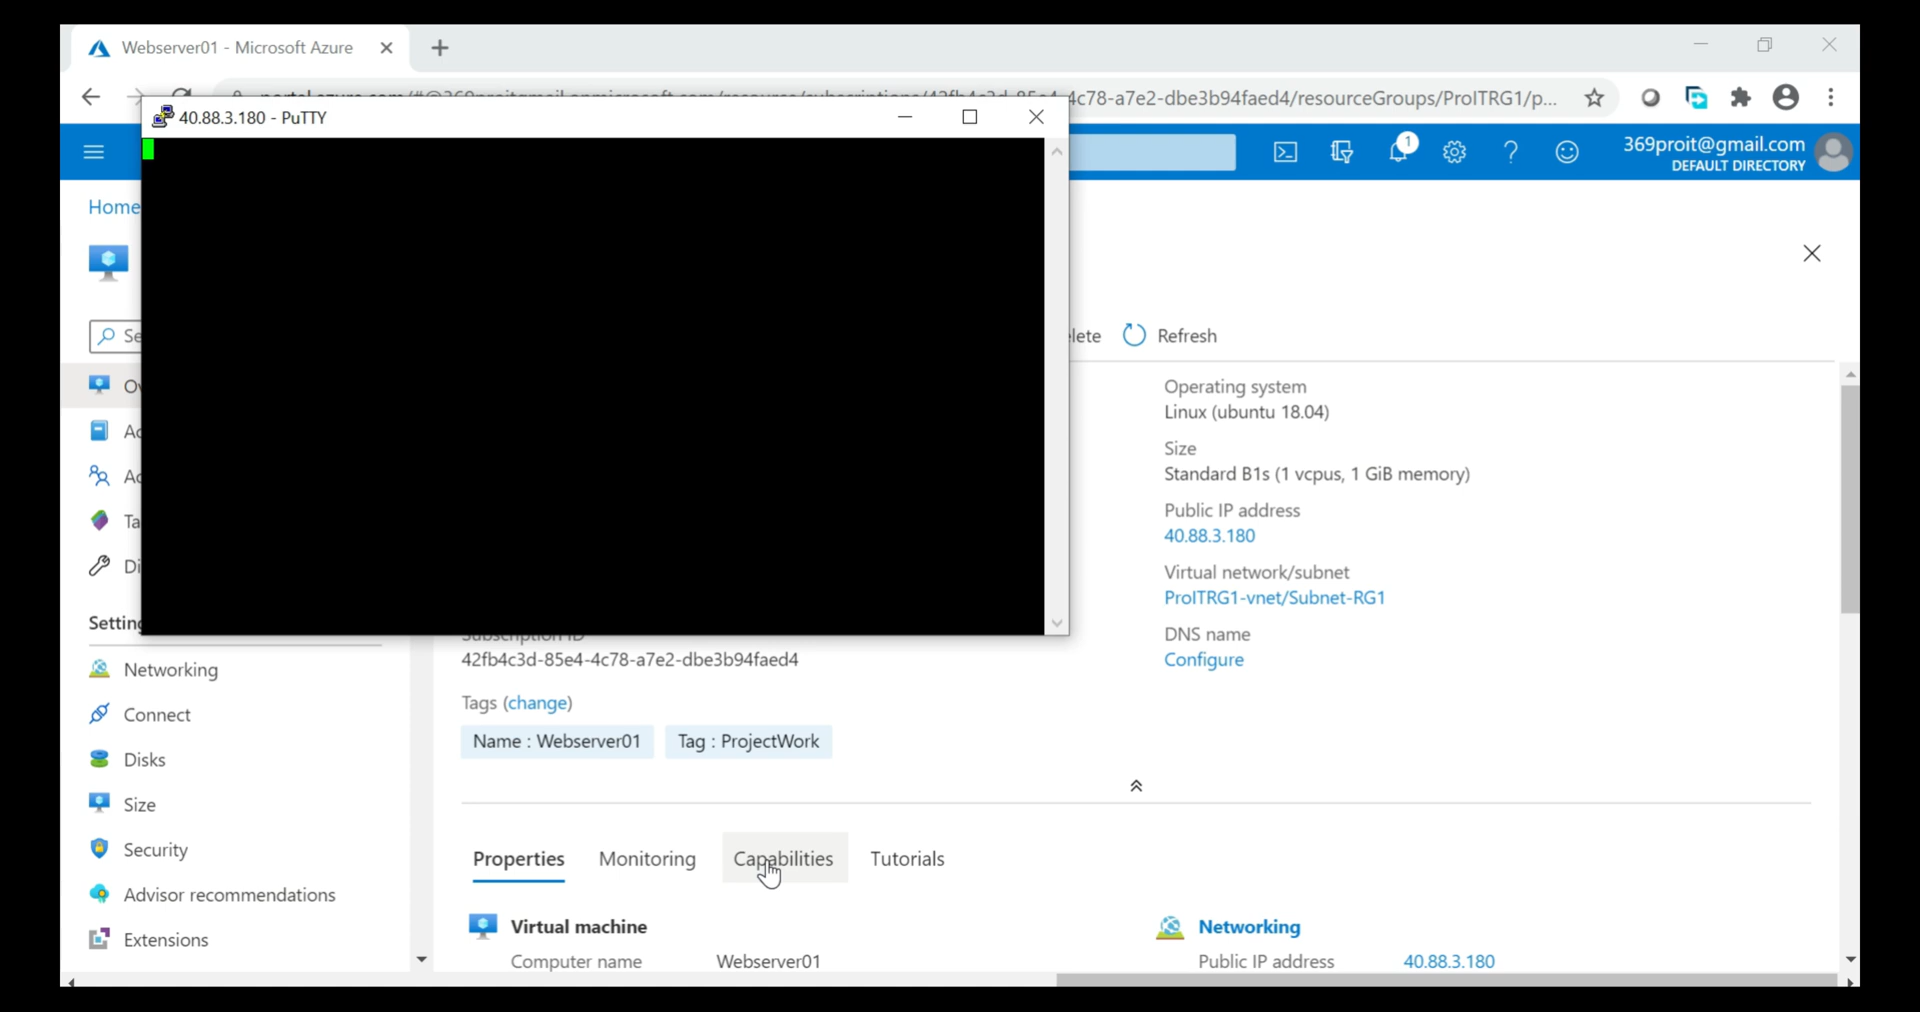 Webserver01 - Microsoft Azure
4c78-a7e2-dbe3b94faed4/resourceGroups/ProITRG1/p...
40.88.3.180 - PuTTY
1
369proit@gmail.com
DEFAULT DIRECTORY
Home
Refresh
Operating system
Linux (ubuntu 18.04)
Size
Standard B1s (1 vcpus, 1 GiB memory)
Public IP address
40.88.3.180
Virtual network/subnet
ProITRG1-vnet/Subnet-RG1
DNS name
Configure
Subscription ID
42fb4c3d-85e4-4c78-a7e2-dbe3b94faed4
Tags (change)
Name : Webserver01 Tag : ProjectWork
Networking
Connect
Disks
Size
Security
Advisor recommendations
Extensions
Properties Monitoring Capabilities Tutorials
Virtual machine
Computer name Webserver01
Networking
Public IP address 40.88.3.180